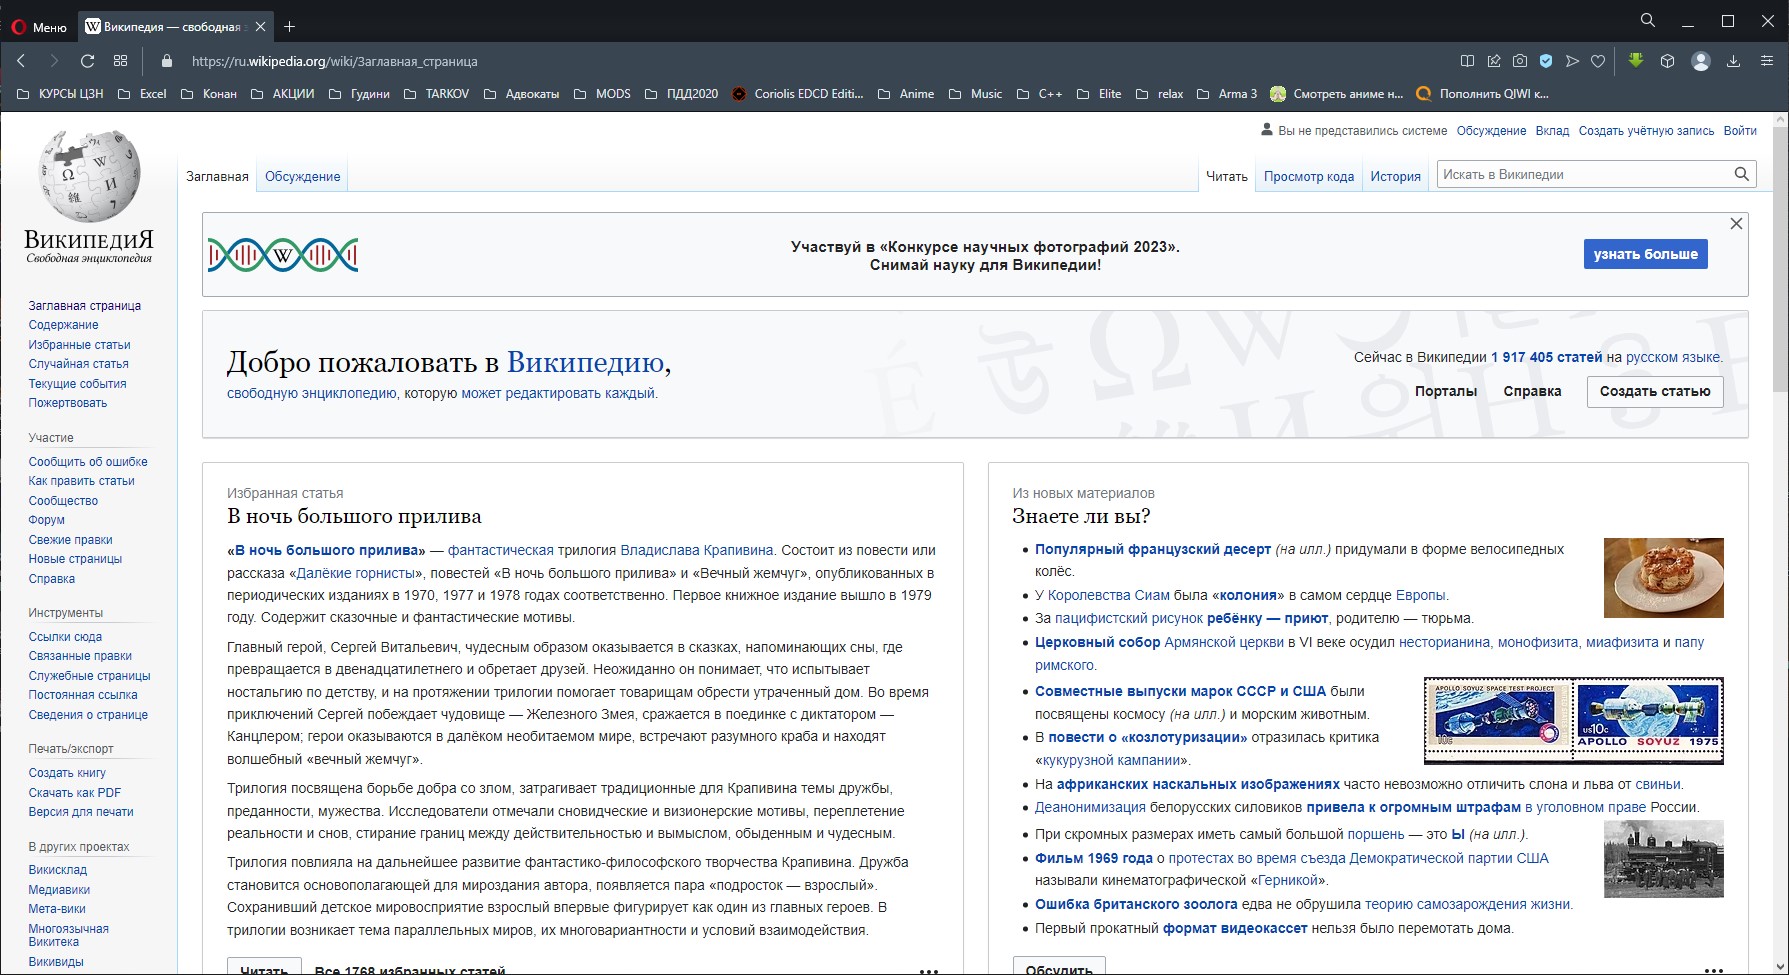 Меню
Википедия — свободная э
https://ru.wikipedia.org/wiki/Заглавная_страница
КУРСЫ ЦЗН Excel Конан АКЦИИ Гудини TARKOV Адвокаты MODS ПДД2020 Coriolis EDCD Editi... Anime Music C++ Elite relax Arma 3 Смотреть аниме н... Пополнить QIWI к...
Вы не представились системе Обсуждение Вклад Создать учётную запись Войти
Заглавная Обсуждение Читать Просмотр кода История Искать в Википедии
ВИКИПЕДИЯ
Свободная энциклопедия
Заглавная страница
Содержание
Избранные статьи
Случайная статья
Текущие события
Пожертвовать
Участие
Сообщить об ошибке
Как править статьи
Сообщество
Форум
Свежие правки
Новые страницы
Справка
Инструменты
Ссылки сюда
Связанные правки
Служебные страницы
Постоянная ссылка
Сведения о странице
Печать/экспорт
Создать книгу
Скачать как PDF
Версия для печати
В других проектах
Викисклад
Медиавики
Мета-вики
Многоязычная
Викитека
Викивиды
Участвуй в «Конкурсе научных фотографий 2023».
Снимай науку для Википедии!
узнать больше
Добро пожаловать в Википедию,
свободную энциклопедию, которую может редактировать каждый.
Сейчас в Википедии 1 917 405 статей на русском языке.
Порталы Справка Создать статью
Избранная статья
В ночь большого прилива
«В ночь большого прилива» — фантастическая трилогия Владислава Крапивина. Состоит из повести или
рассказа «Далёкие горнисты», повестей «В ночь большого прилива» и «Вечный жемчуг», опубликованных в
периодических изданиях в 1970, 1977 и 1978 годах соответственно. Первое книжное издание вышло в 1979
году. Содержит сказочные и фантастические мотивы.
Главный герой, Сергей Витальевич, чудесным образом оказывается в сказках, напоминающих сны, где
превращается в двенадцатилетнего и обретает друзей. Неожиданно он понимает, что испытывает
ностальгию по детству, и на протяжении трилогии помогает товарищам обрести утраченный дом. Во время
приключений Сергей побеждает чудовище — Железного Змея, сражается в поединке с диктатором —
Канцлером; герои оказываются в далёком необитаемом мире, встречают разумного краба и находят
волшебный «вечный жемчуг».
Трилогия посвящена борьбе добра со злом, затрагивает традиционные для Крапивина темы дружбы,
преданности, мужества. Исследователи отмечали сновидческие и визионерские мотивы, переплетение
реальности и снов, стирание границ между действительностью и вымыслом, обыденным и чудесным.
Трилогия повлияла на дальнейшее развитие фантастико-философского творчества Крапивина. Дружба
становится основополагающей для мироздания автора, появляется пара «подросток — взрослый».
Сохранивший детское мировосприятие взрослый впервые фигурирует как один из главных героев. В
трилогии возникает тема параллельных миров, их многовариантности и условий взаимодействия.
Читать Все 1768 избранных статей
Из новых материалов
Знаете ли вы?
Популярный французский десерт (на илл.) придумали в форме велосипедных
колёс.
У Королевства Сиам была «колония» в самом сердце Европы.
За пацифистский рисунок ребёнку — приют, родителю — тюрьма.
Церковный собор Армянской церкви в VI веке осудил несторианина, монофизита, миафизита и папу
римского.
Совместные выпуски марок СССР и США были
посвящены космосу (на илл.) и морским животным.
В повести о «козлотуризации» отразилась критика
«кукурузной кампании».
APOLLO SOYUZ SPACE TEST PROJECT
10c
US10c
APOLLO SOYUZ 1975
На африканских наскальных изображениях часто невозможно отличить слона и льва от свиньи.
Деанонимизация белорусских силовиков привела к огромным штрафам в уголовном праве России.
При скромных размерах иметь самый большой поршень — это Ы (на илл.).
Фильм 1969 года о протестах во время съезда Демократической партии США
называли кинематографической «Герникой».
Ошибка британского зоолога едва не обрушила теорию самозарождения жизни.
Первый прокатный формат видеокассет нельзя было перемотать дома.
Обсудить